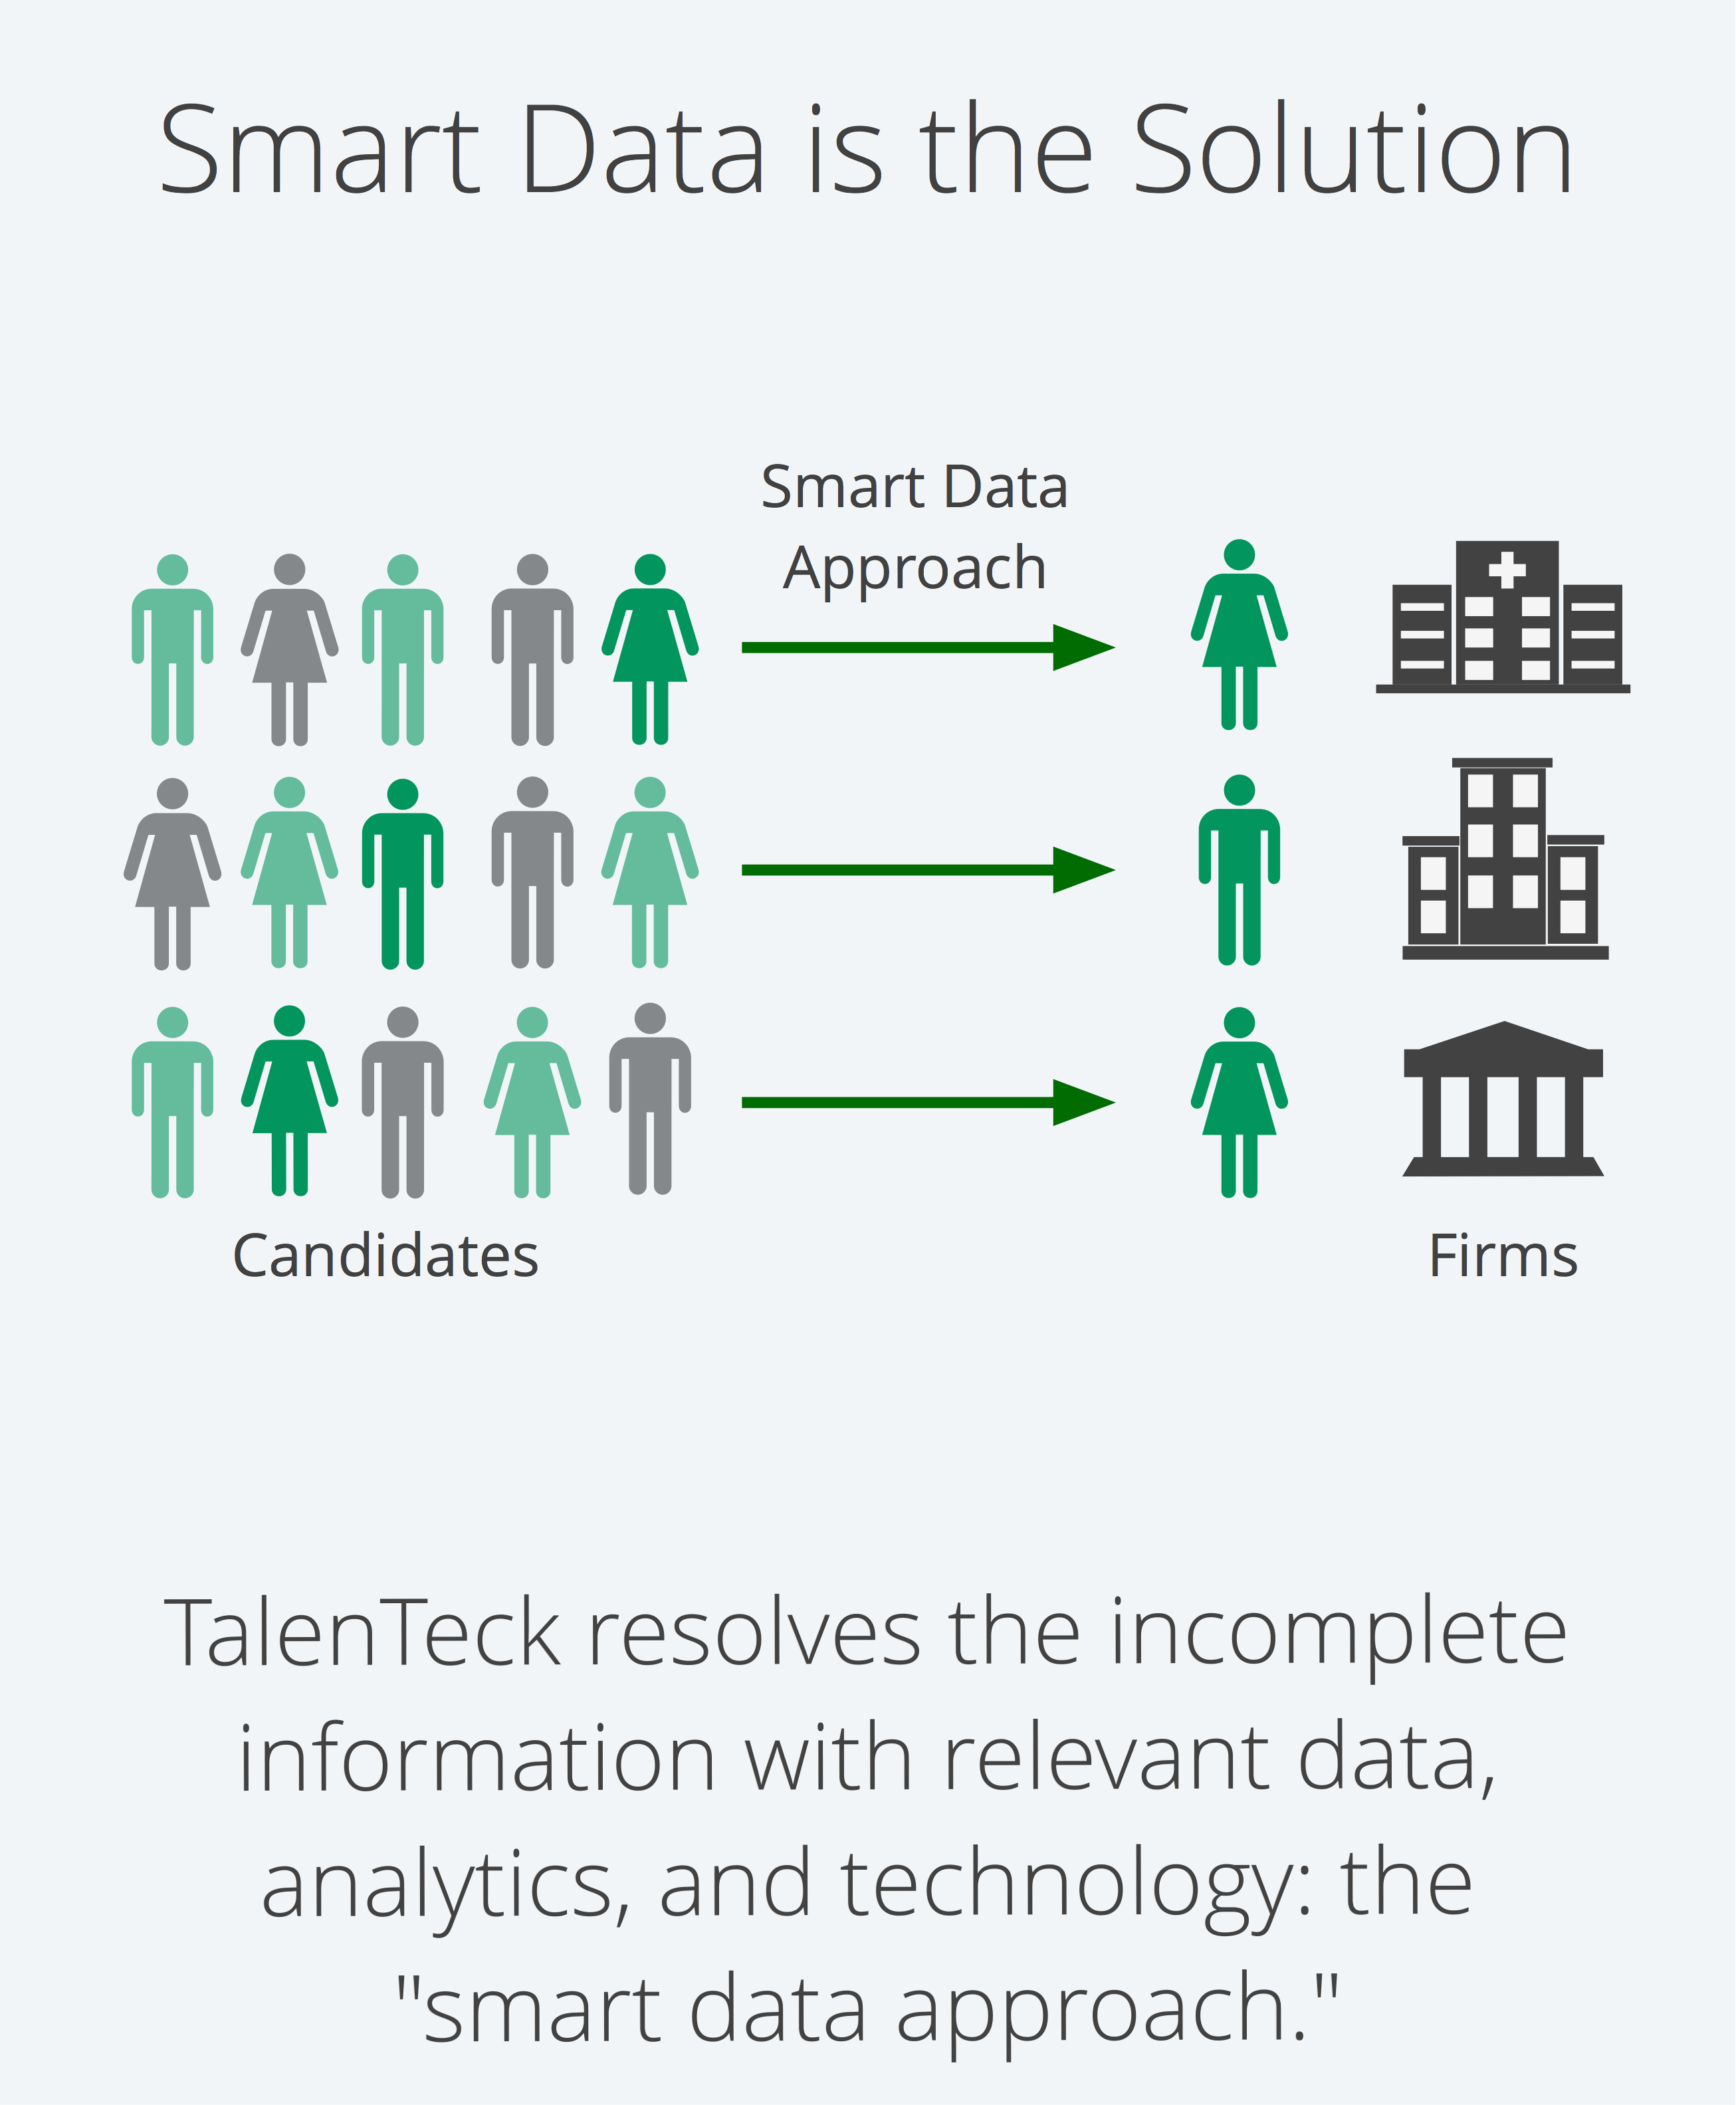 Smart Data is the Solution
Smart Data
Approach
Candidates
Firms
TalenTeck resolves the incomplete
information with relevant data,
analytics, and technology: the
"smart data approach."